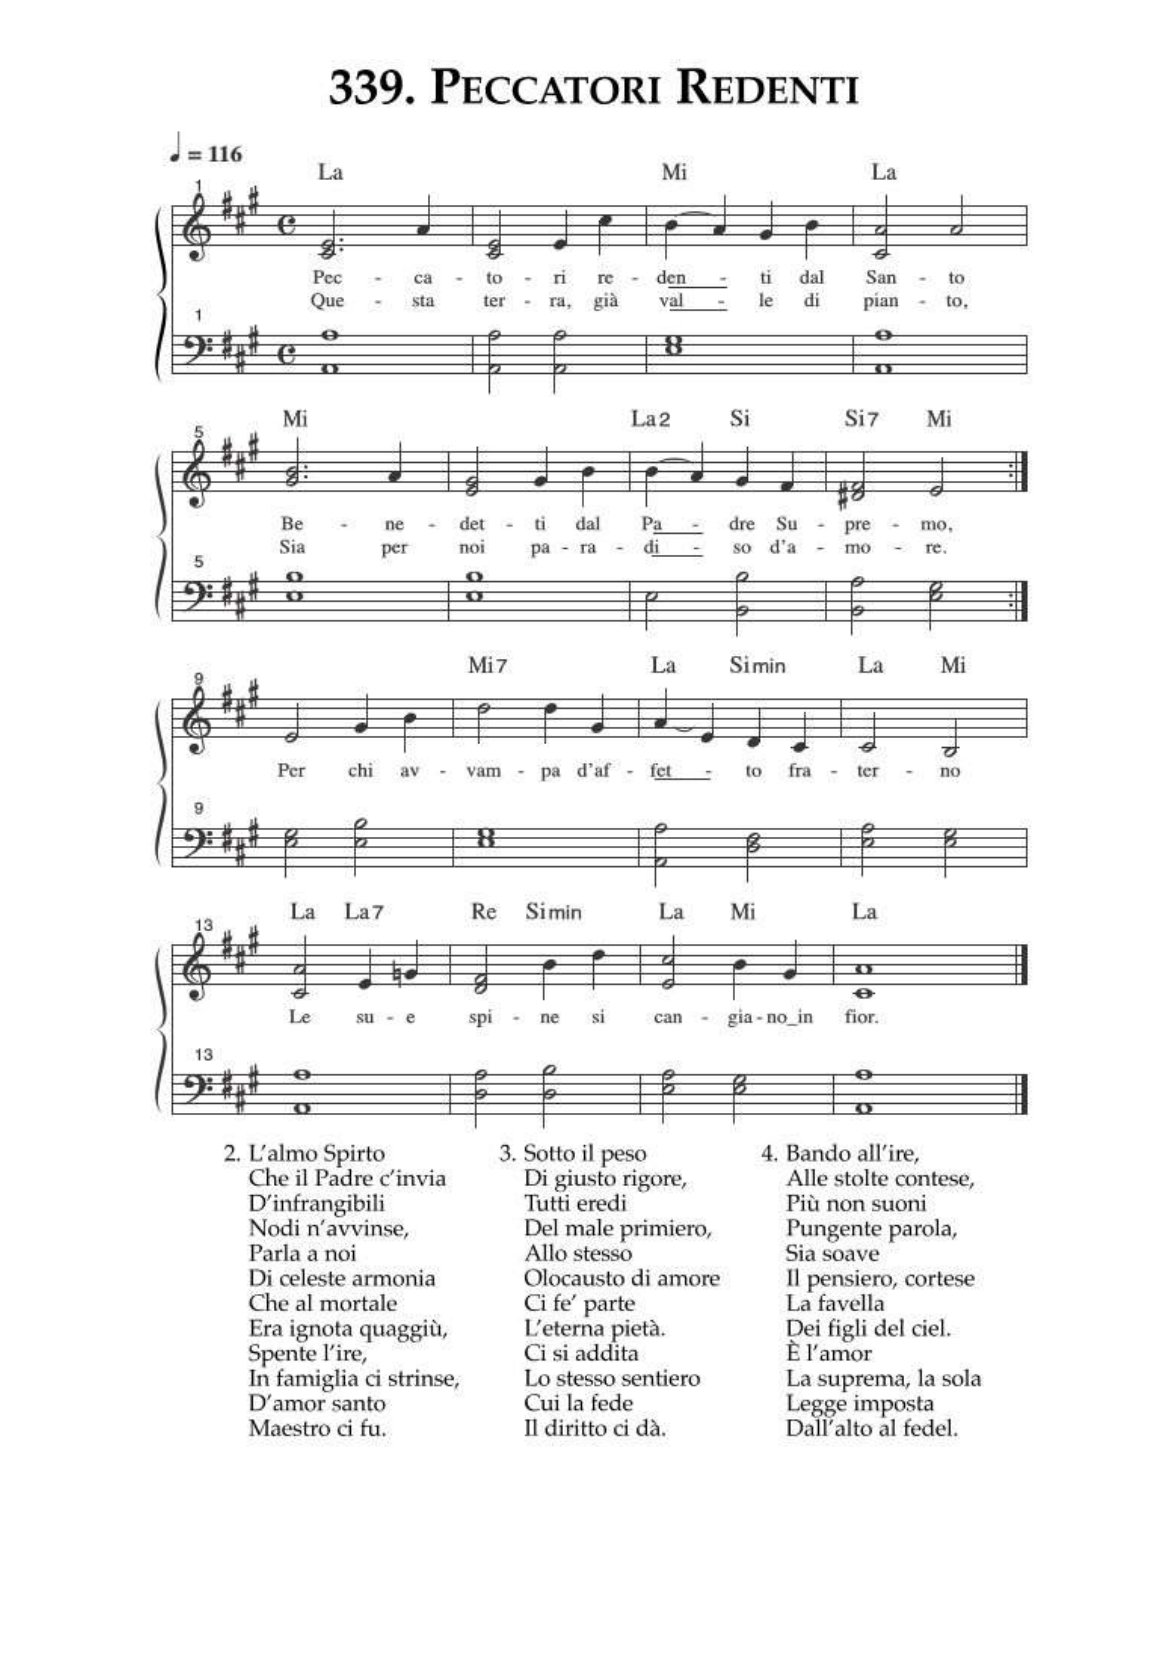 339. PECCATORI REDENTI
= 116
La Mi La
1
Pec - ca - to - ri re - den - ti dal San - to
Que - sta ter - ra, già val - le di pian - to,
1
Mi La2 Si Si7 Mi
5
Be - ne - det - ti dal Pa - dre Su - pre - mo,
Sia per noi pa - ra - di - so d'a - mo - re.
5
Mi7 La Simin La Mi
9
Per chi av - vam - pa d'af - fet - to fra - ter - no
9
La La7 Re Simin La Mi La
13
Le su - e spi - ne si can - gia - no_in fior.
13
2. L'almo Spirto
Che il Padre c'invia
D'infrangibili
Nodi n'avvinse,
Parla a noi
Di celeste armonia
Che al mortale
Era ignota quaggiù,
Spente l'ire,
In famiglia ci strinse,
D'amor santo
Maestro ci fu.
3. Sotto il peso
Di giusto rigore,
Tutti eredi
Del male primiero,
Allo stesso
Olocausto di amore
Ci fe' parte
L'eterna pietà.
Ci si addita
Lo stesso sentiero
Cui la fede
Il diritto ci dà.
4. Bando all'ire,
Alle stolte contese,
Più non suoni
Pungente parola,
Sia soave
Il pensiero, cortese
La favella
Dei figli del ciel.
È l'amor
La suprema, la sola
Legge imposta
Dall'alto al fedel.